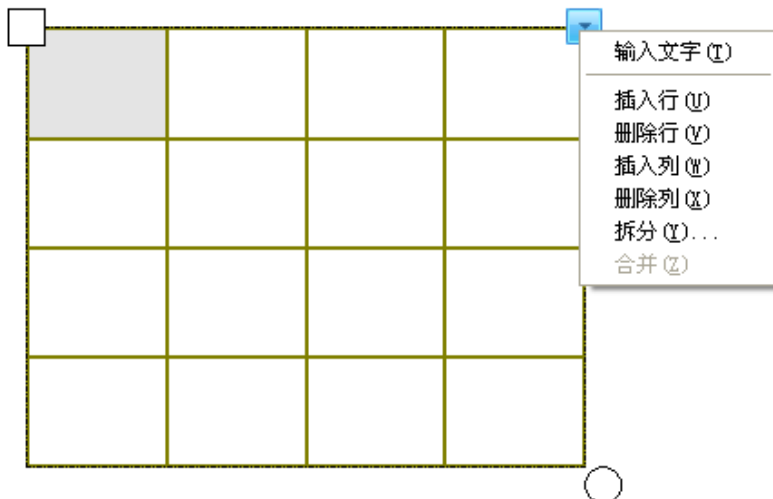 输入文字(T)
插入行(U)
删除行(V)
插入列(W)
删除列(X)
拆分(Y)...
合并(Z)